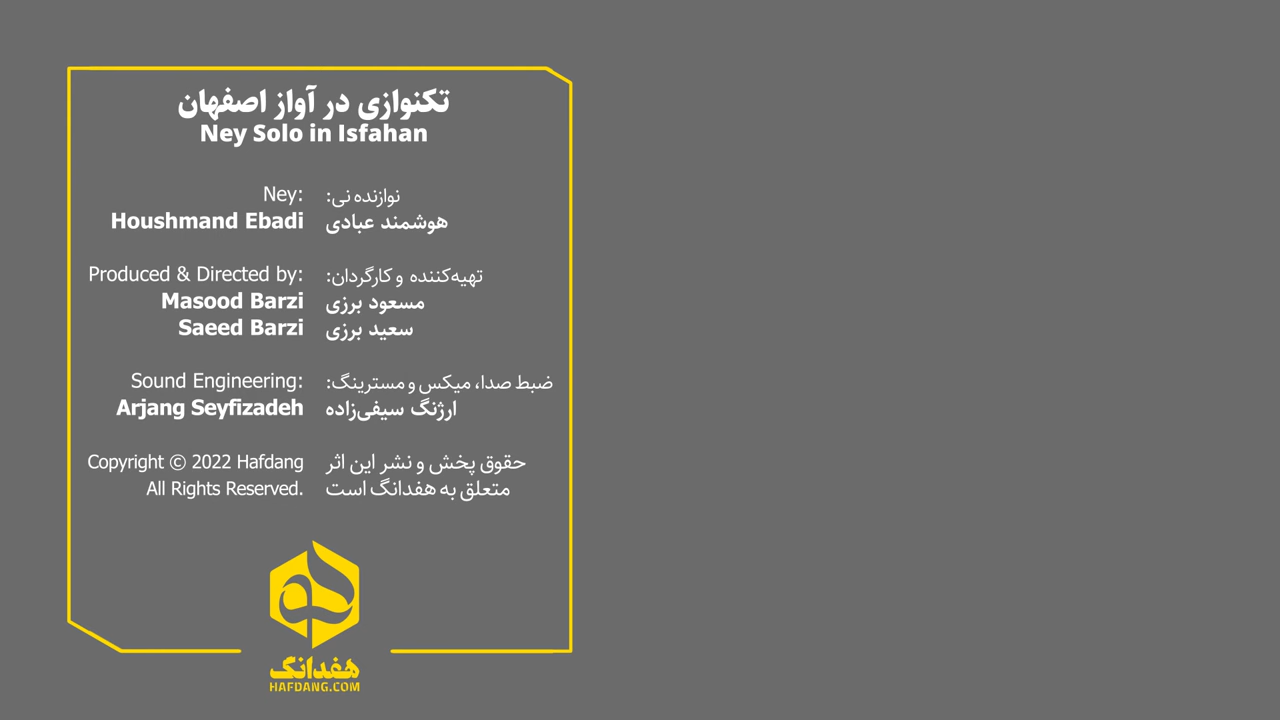 تکنوازی در آواز اصفهان
Ney Solo in Isfahan
Ney:
نوازنده نی:
Houshmand Ebadi
هوشمند عبادی
Produced & Directed by:
تهیه‌کننده و کارگردان:
Masood Barzi
مسعود برزی
Saeed Barzi
سعید برزی
Sound Engineering:
ضبط صدا، میکس و مسترینگ:
Arjang Seyfizadeh
ارژنگ سیفی‌زاده
Copyright © 2022 Hafdang
حقوق پخش و نشر این اثر
All Rights Reserved.
متعلق به هفدانگ است
هفدانگ
HAFDANG.COM